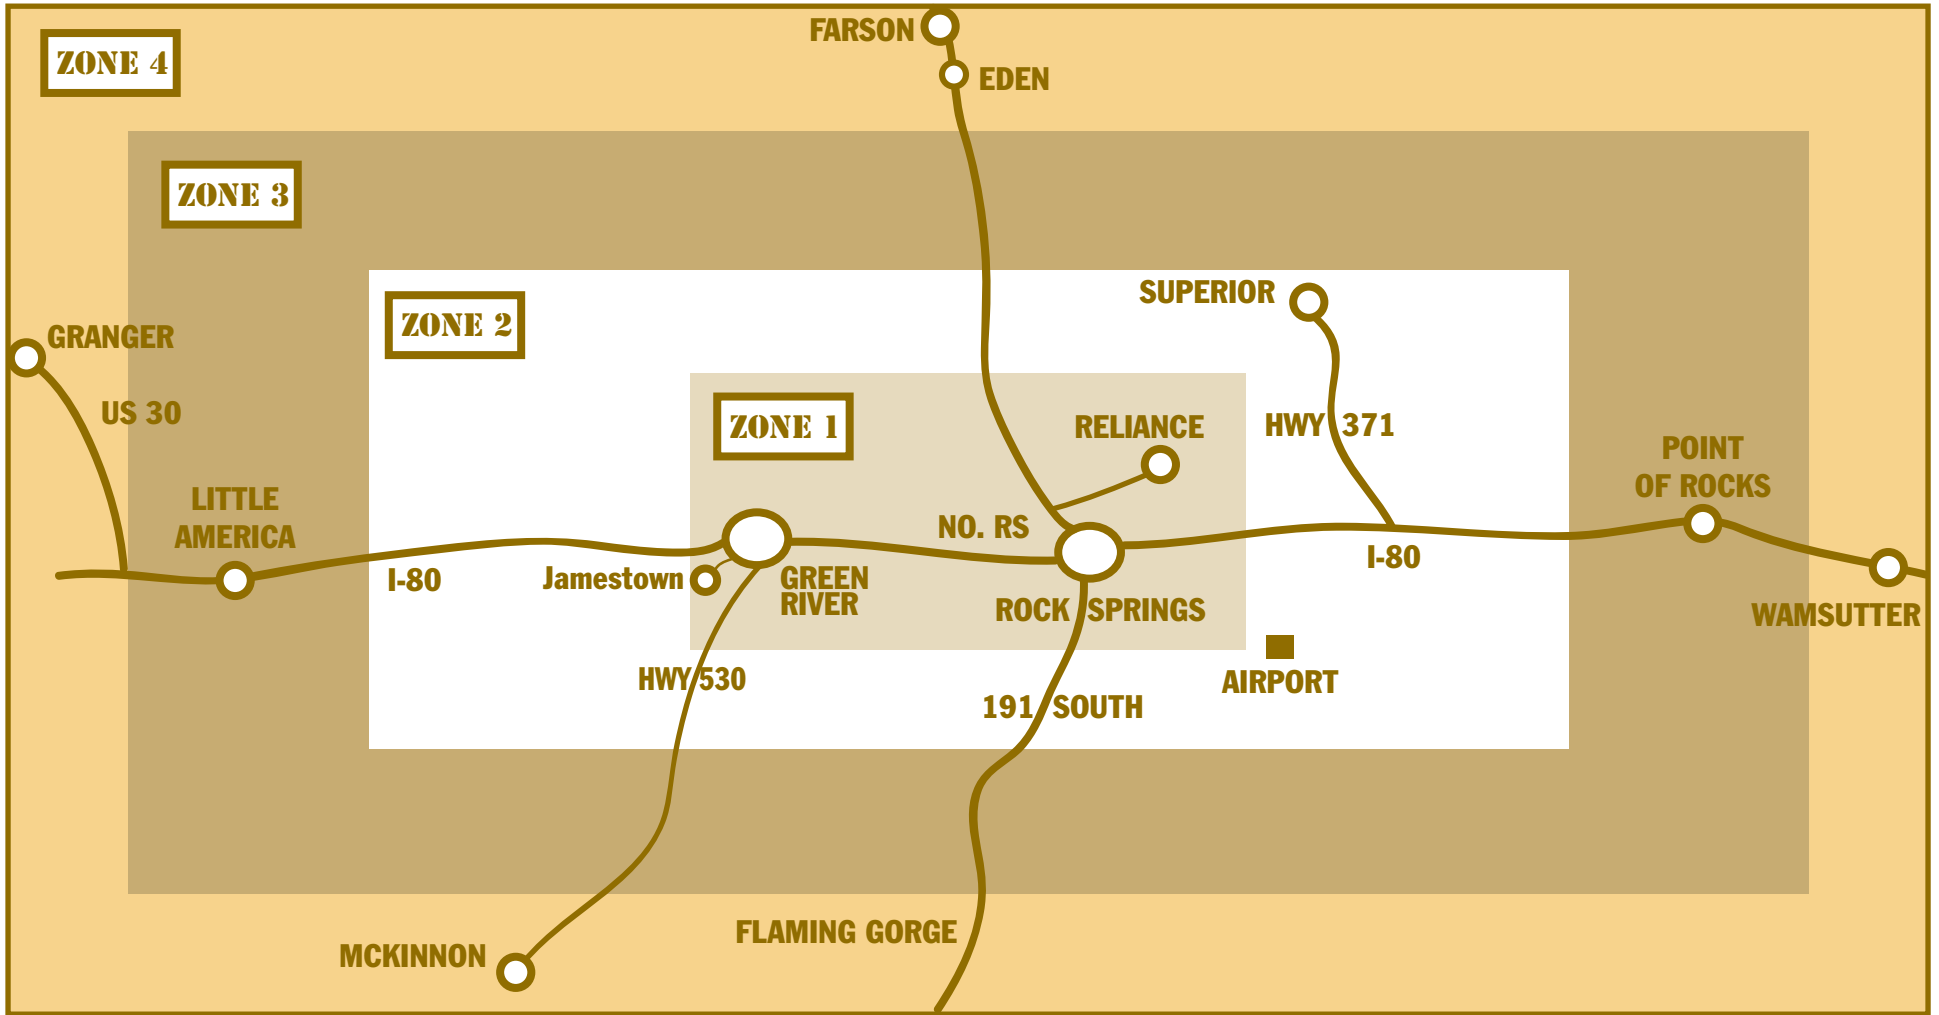 FARSON
ZONE 4
EDEN
ZONE 3
SUPERIOR
ZONE 2
GRANGER
US 30
ZONE 1
RELIANCE
HWY 371
POINT
OF ROCKS
LITTLE
AMERICA
NO. RS
I-80
I-80
Jamestown
GREEN
RIVER
ROCK SPRINGS
WAMSUTTER
HWY 530
AIRPORT
191 SOUTH
FLAMING GORGE
MCKINNON